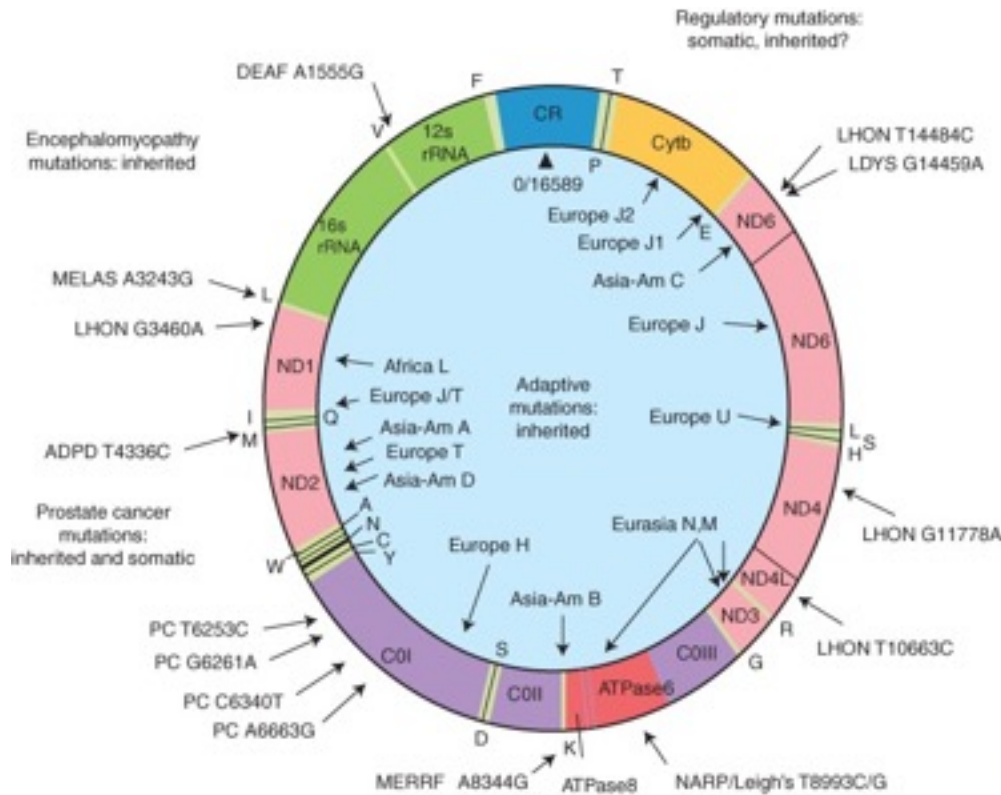 Regulatory mutations:
somatic, inherited?
DEAF A1555G
F
T
CR
V
12s
rRNA
Cytb
P
0/16589
Encephalomyopathy
mutations: inherited
LHON T14484C
LDYS G14459A
Europe J2
Europe J1
E
ND6
Asia-Am C
16s
rRNA
MELAS A3243G
L
LHON G3460A
Europe J
ND6
ND1
Africa L
Europe J/T
Adaptive
mutations:
inherited
Europe U
I
Q
M
L
S
H
ADPD T4336C
Asia-Am A
Europe T
Asia-Am D
ND2
ND4
LHON G11778A
Prostate cancer
mutations:
inherited and somatic
A
N
C
Y
W
Eurasia N,M
Europe H
Asia-Am B
ND4L
ND3
R
G
LHON T10663C
PC T6253C
PC G6261A
PC C6340T
PC A6663G
C0I
S
C0II
C0III
ATPase6
D
K
MERRF A8344G
ATPase8
NARP/Leigh's T8993C/G